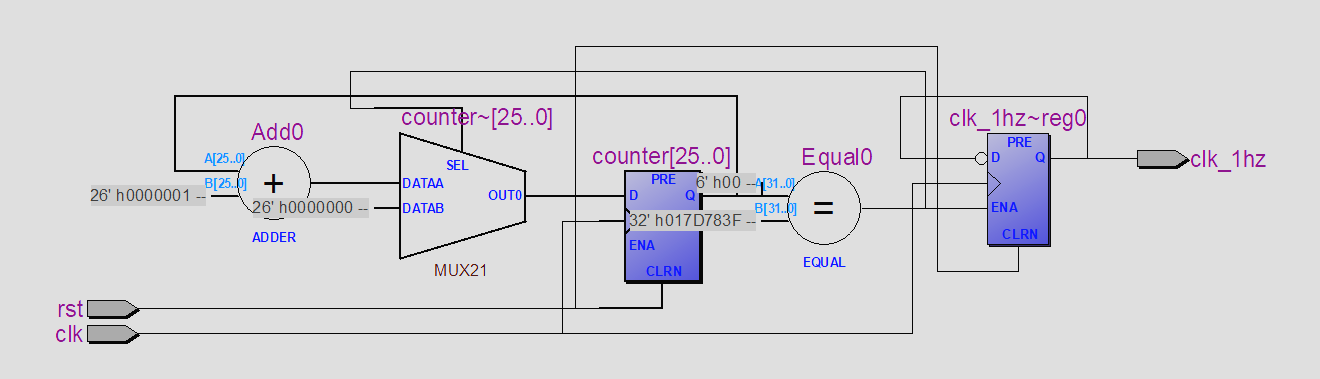 Add0
A[25..0]
B[25..0]
26' h0000001 --
+
ADDER
26' h0000000 --
counter~[25..0]
SEL
DATAA
DATAB
OUT0
MUX21
counter[25..0]
PRE
D
Q
ENA
CLRN
6' h00 --
A[31..0]
32' h017D783F --
B[31..0]
Equal0
=
EQUAL
clk_1hz~reg0
PRE
D
Q
ENA
CLRN
clk_1hz
rst
clk